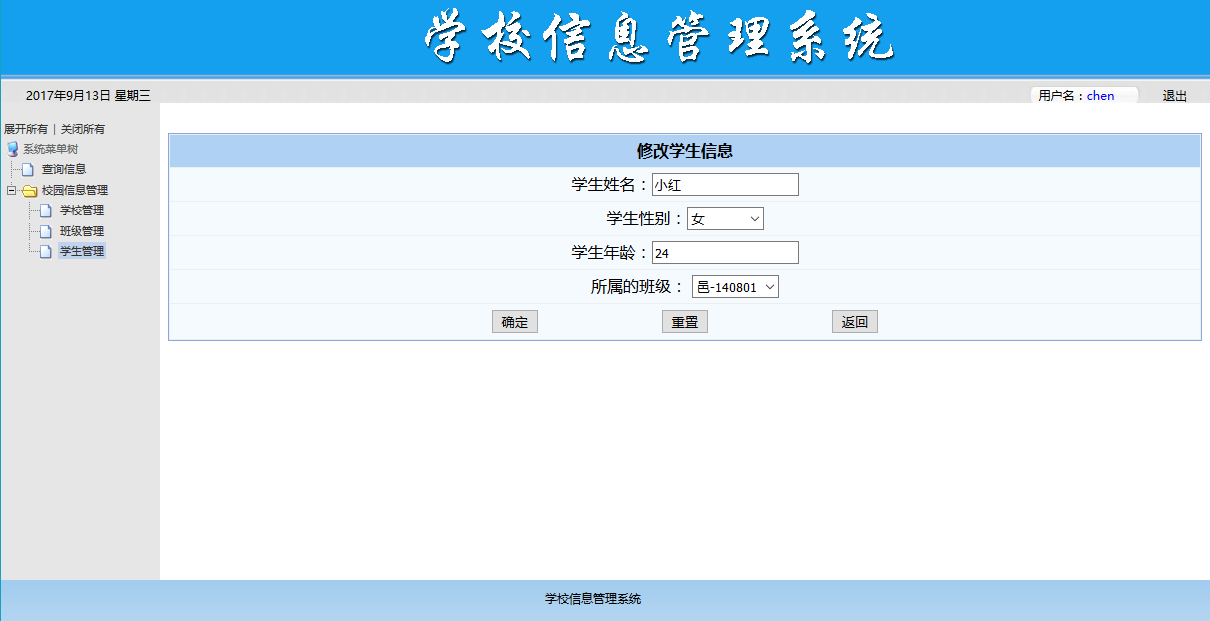 学校信息管理系统
2017年9月13日 星期三
用户名：chen
退出
展开所有 | 关闭所有
系统菜单树
查询信息
校园信息管理
学校管理
班级管理
学生管理
修改学生信息
学生姓名：小红
学生性别：女
学生年龄：24
所属的班级： 邑-140801
确定 重置 返回
学校信息管理系统